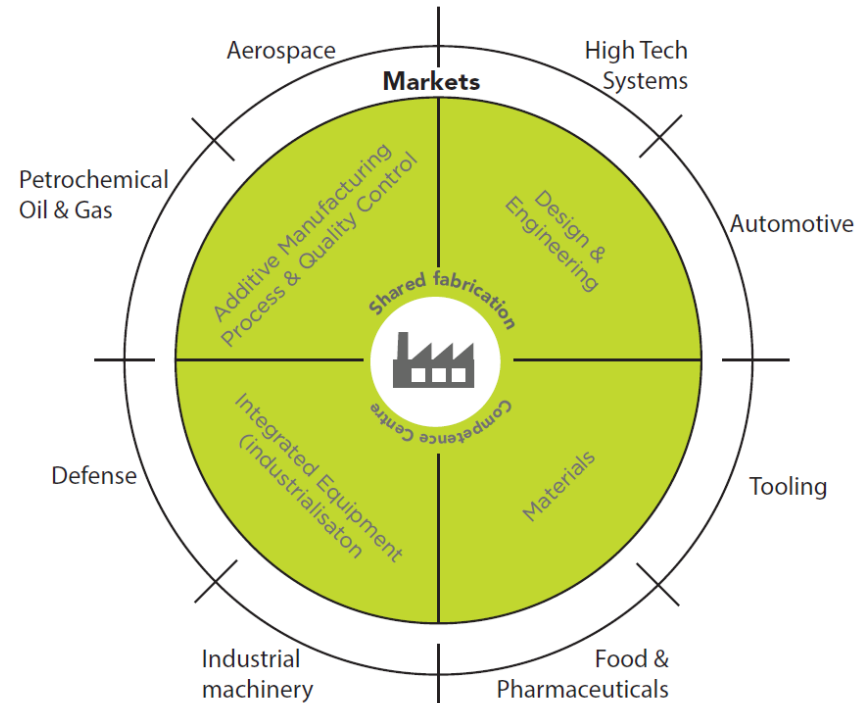 Aerospace
High Tech
Systems
Markets
Petrochemical
Oil & Gas
Automotive
Additive Manufacturing
Process & Quality Control
Design &
Engineering
Shared fabrication
Competence Centre
Integrated Equipment
(industrialisaton
Materials
Defense
Tooling
Industrial
machinery
Food &
Pharmaceuticals